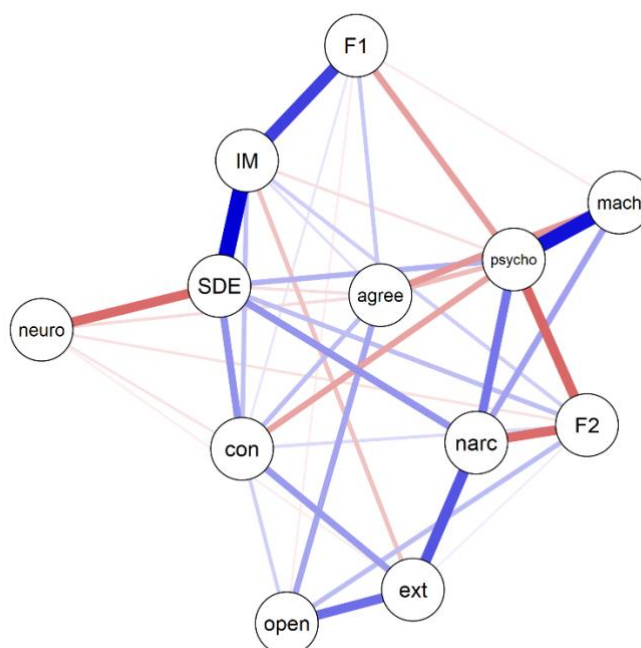 F1
IM
mach
psycho
SDE
agree
neuro
F2
con
narc
ext
open